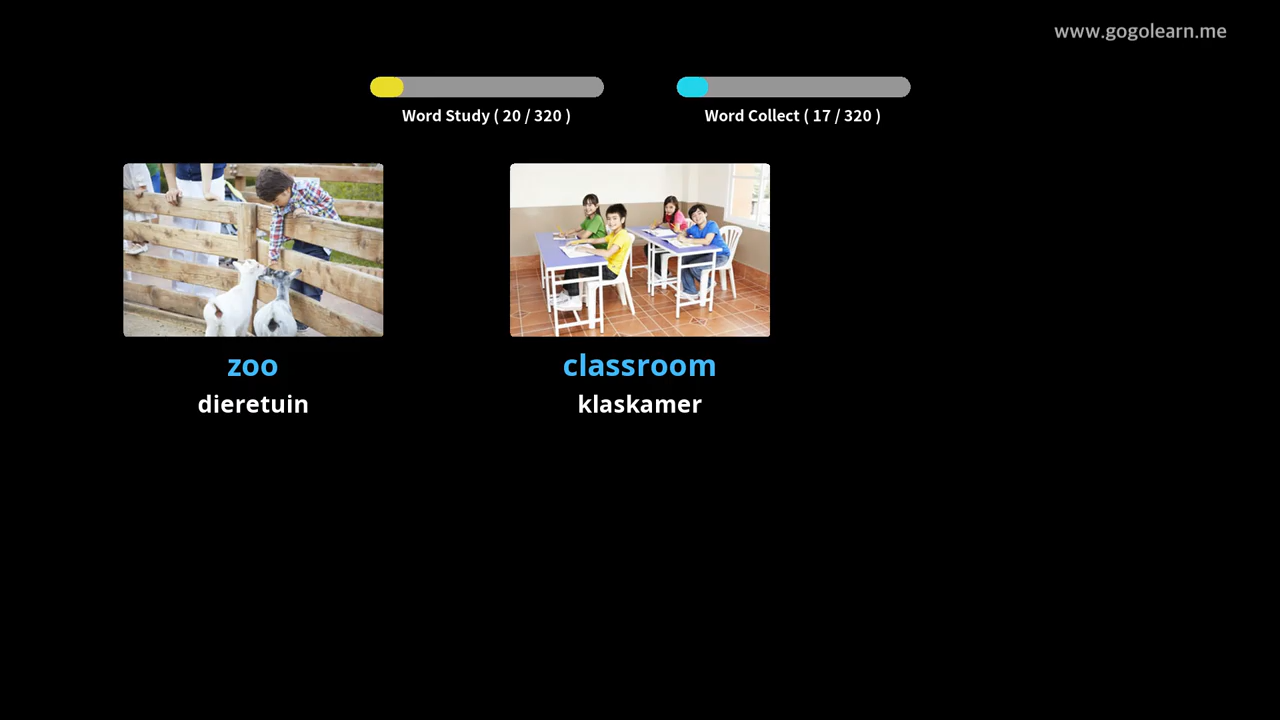 www.gogolearn.me
Word Study ( 20 / 320 )
Word Collect ( 17 / 320 )
zoo
dieretuin
classroom
klaskamer